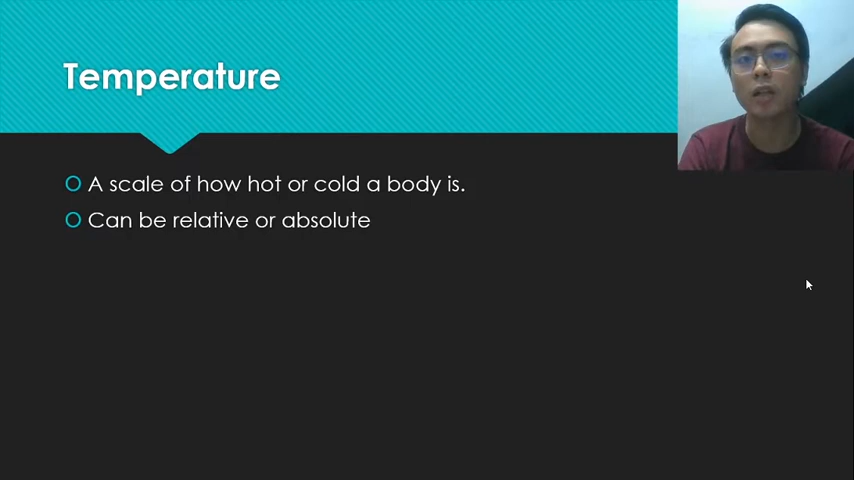 Temperature
A scale of how hot or cold a body is.
Can be relative or absolute